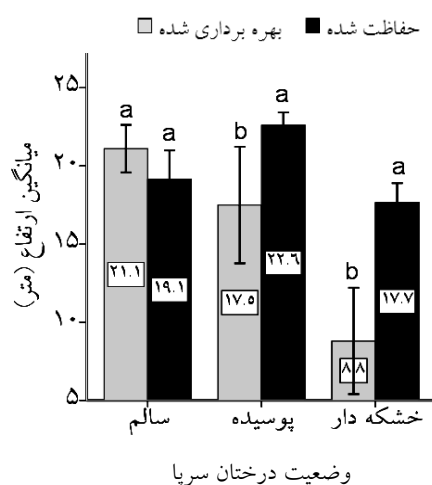 حفاظت شده
بهره برداری شده
میانگین ارتفاع (متر)
۲۵
۲۰
۱۵
۱۰
۵
a
a
b
a
b
a
۲۱.۱
۱۹.۱
۱۷.۵
۲۲.۶
۸.۸
۱۷.۷
سالم
پوسیده
خشکه دار
وضعیت درختان سرپا